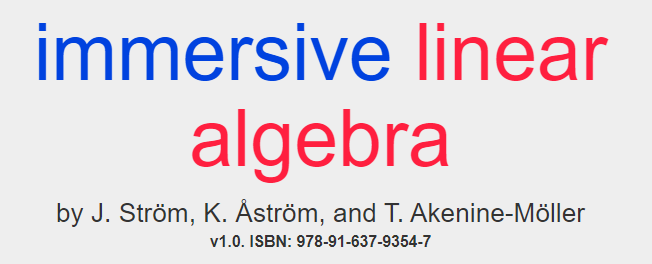 immersive linear
algebra
by J. Ström, K. Åström, and T. Akenine-Möller
v1.0. ISBN: 978-91-637-9354-7